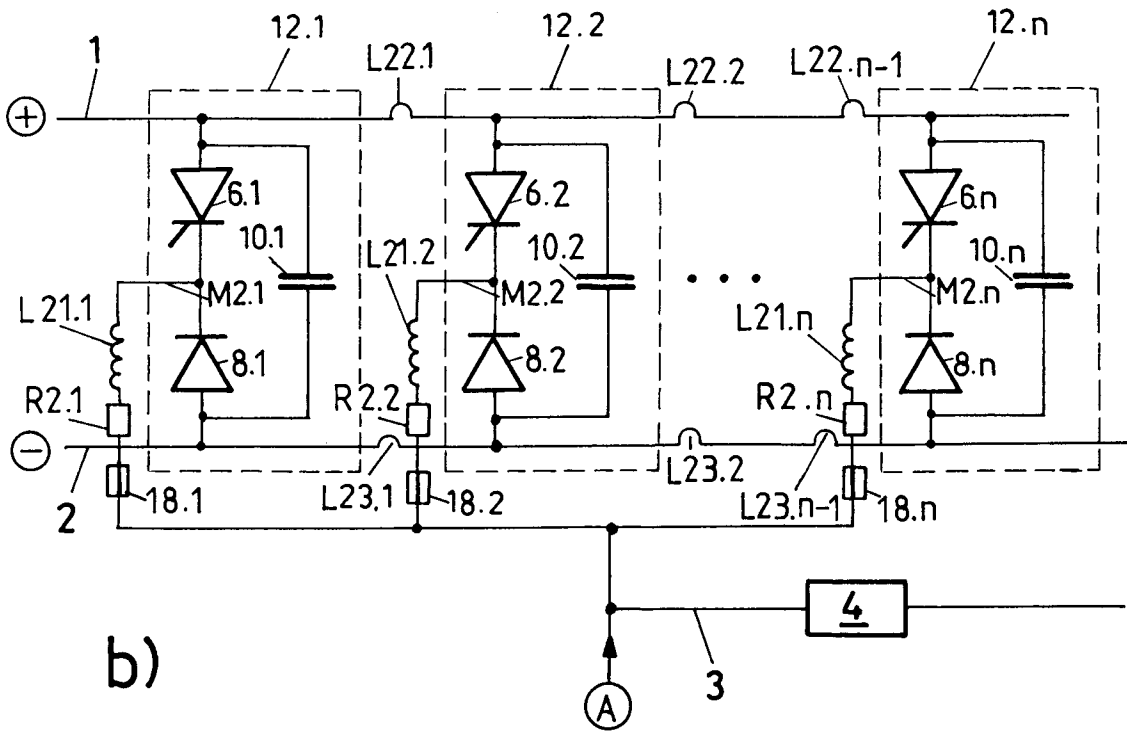 12.1
12.2
12.n
1
L22.1
L22.2
L22.n-1
+
6.1
6.2
6.n
10.1
L21.2
10.2
10.n
M2.1
M2.2
M2.n
L21.1
L21.n
8.1
8.2
8.n
R2.1
R2.2
R2.n
−
2
18.1
L23.1
18.2
L23.2
L23.n-1
18.n
4
b)
3
A